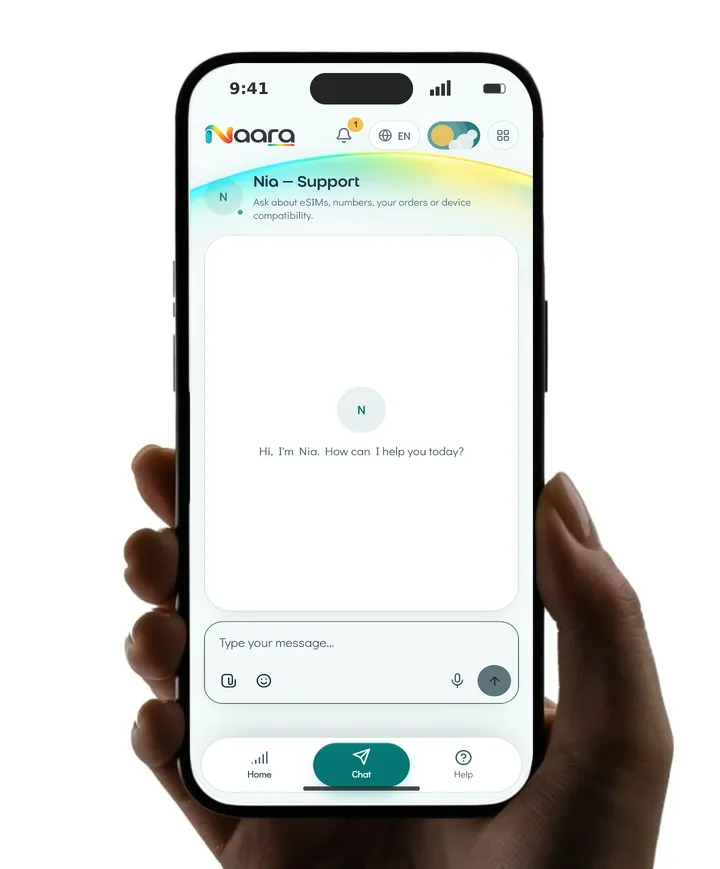 9:41
Naara
1
EN
N
Nia – Support
Ask about eSIMs, numbers, your orders or device
compatibility.
N
Hi, I'm Nia. How can I help you today?
Type your message...
Home
Chat
Help